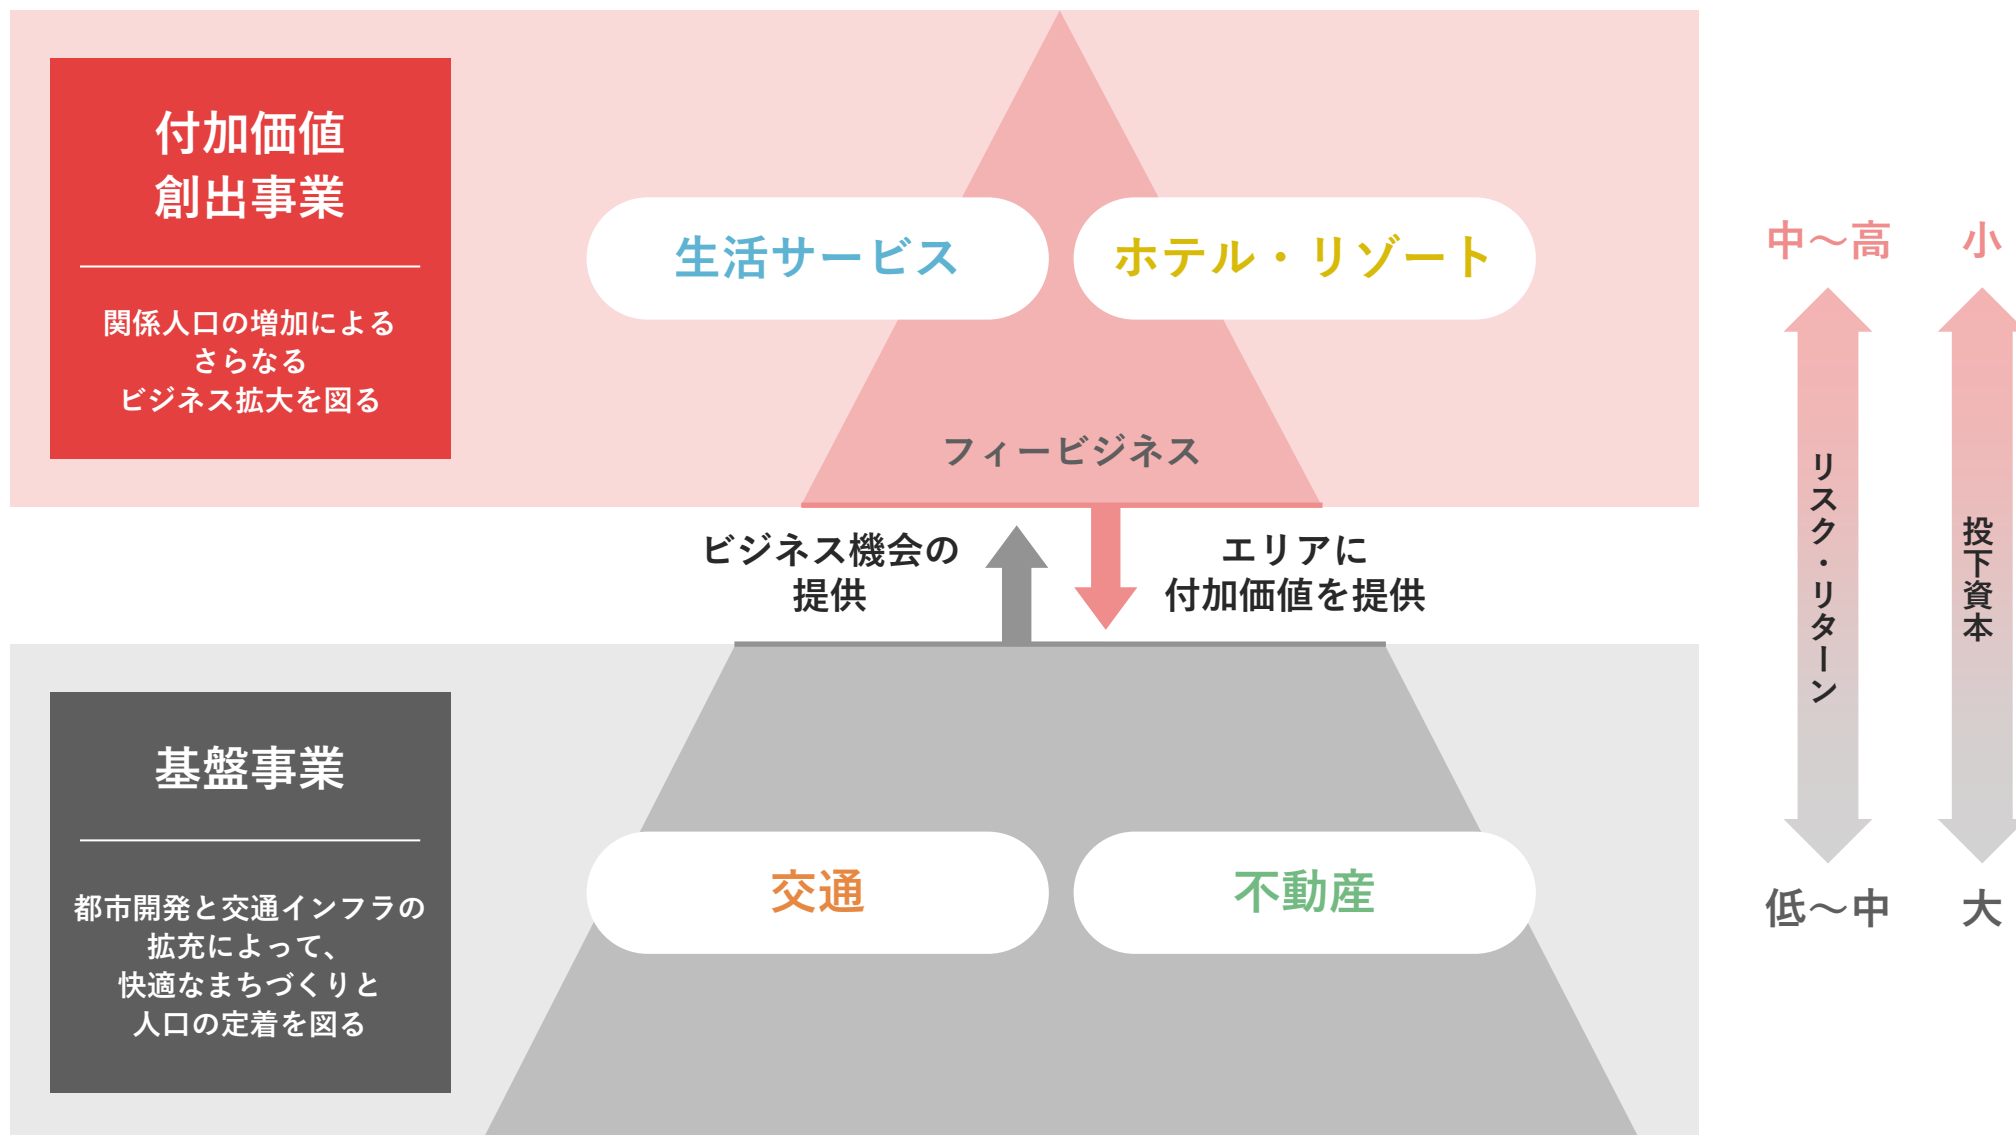 付加価値
創出事業
関係人口の増加による
さらなる
ビジネス拡大を図る
生活サービス
ホテル・リゾート
フィービジネス
ビジネス機会の
提供
エリアに
付加価値を提供
基盤事業
都市開発と交通インフラの
拡充によって、
快適なまちづくりと
人口の定着を図る
交通
不動産
中〜高
リスク・リターン
低〜中
小
投下資本
大